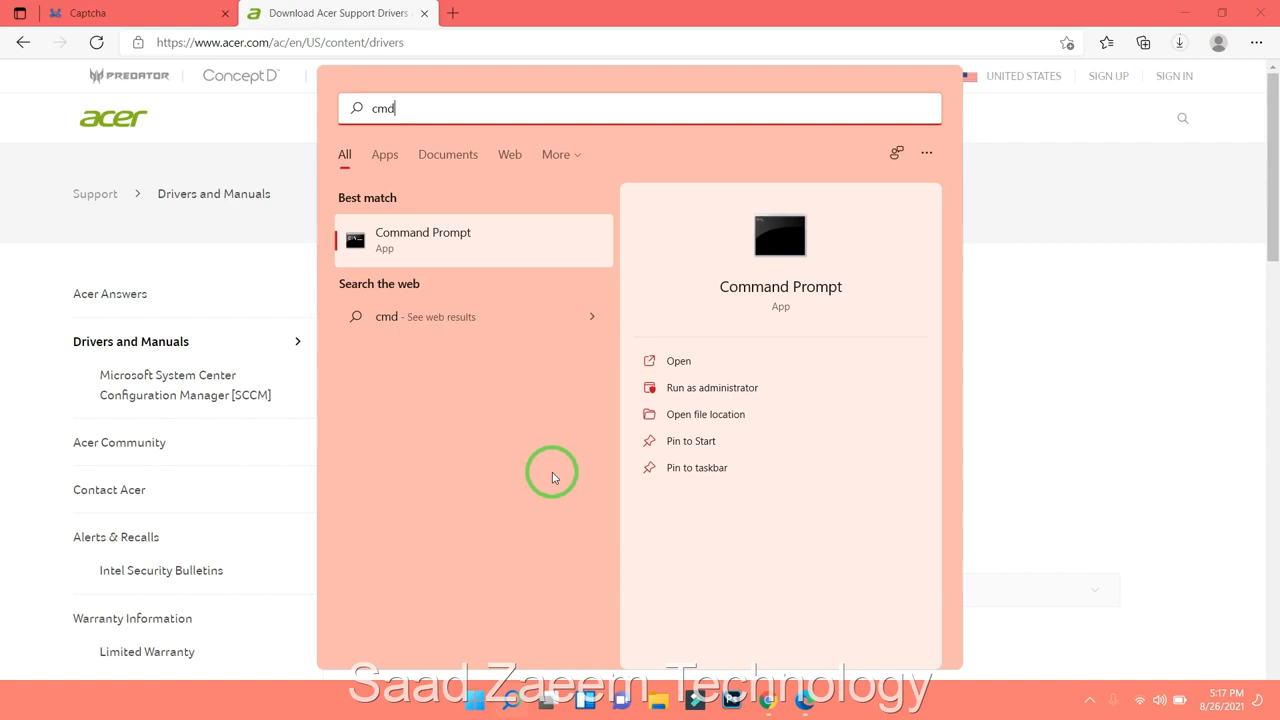 Captcha
Download Acer Support Drivers
https://www.acer.com/ac/en/US/content/drivers
PREDATOR
ConceptD
UNITED STATES
SIGN UP
SIGN IN
acer
cmd
All
Apps
Documents
Web
More
Support
Drivers and Manuals
Best match
Command Prompt
App
Search the web
cmd - See web results
Command Prompt
App
Open
Run as administrator
Open file location
Pin to Start
Pin to taskbar
Acer Answers
Drivers and Manuals
Microsoft System Center
Configuration Manager [SCCM]
Acer Community
Contact Acer
Alerts & Recalls
Intel Security Bulletins
Warranty Information
Limited Warranty
Saad Zaeem Technology
5:17 PM
8/26/2021